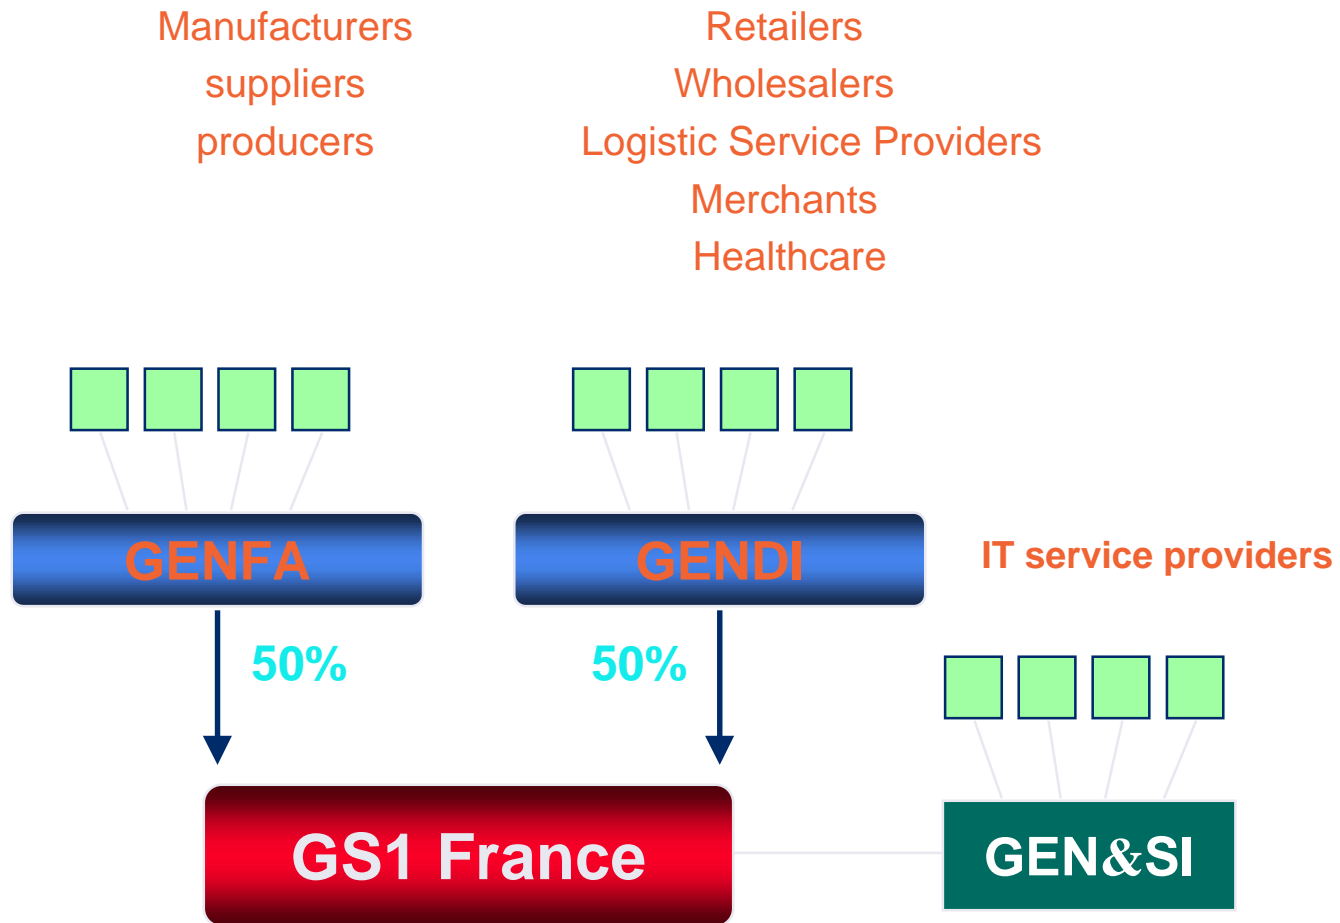 Manufacturers
suppliers
producers
Retailers
Wholesalers
Logistic Service Providers
Merchants
Healthcare
GENFA
GENDI
IT service providers
50%
50%
GS1 France
GEN&SI